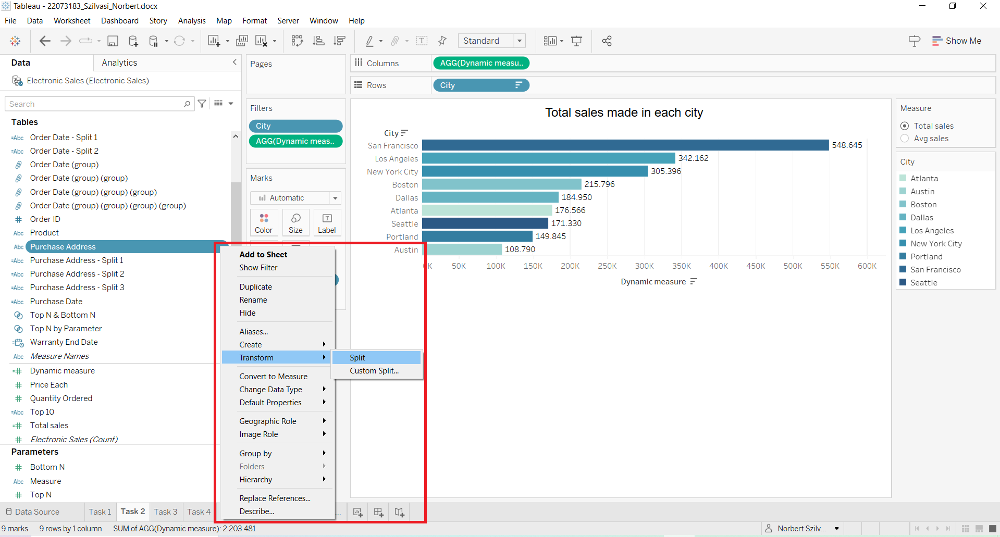 Tableau - 22073183_Szilvasi_Norbert.docx
File Data Worksheet Dashboard Story Analysis Map Format Server Window Help
Standard
Show Me
Data
Analytics
Electronic Sales (Electronic Sales)
Search
Tables
Abc Order Date - Split 1
Abc Order Date - Split 2
Order Date (group)
Order Date (group) (group)
Order Date (group) (group) (group)
Order Date (group) (group) (group) (group)
Order ID
Abc Product
Abc Purchase Address
Abc Purchase Address - Split 1
Abc Purchase Address - Split 2
Abc Purchase Address - Split 3
Abc Purchase Date
Top N & Bottom N
Top N by Parameter
Warranty End Date
Abc Measure Names
Dynamic measure
Price Each
Quantity Ordered
Abc Top 10
Total sales
Electronic Sales (Count)
Parameters
Bottom N
Abc Measure
Top N
Pages
Filters
City
AGG(Dynamic meas..
Marks
Automatic
Color
Size
Label
Columns
AGG(Dynamic measu..
Rows
City
Add to Sheet
Show Filter
Duplicate
Rename
Hide
Aliases...
Create
Transform
Convert to Measure
Change Data Type
Default Properties
Geographic Role
Image Role
Group by
Folders
Hierarchy
Replace References...
Describe...
Split
Custom Split...
Total sales made in each city
City
San Francisco 548.645
Los Angeles 342.162
New York City 305.396
Boston 215.796
Dallas 184.950
Atlanta 176.566
Seattle 171.330
Portland 149.845
Austin 108.790
0K 50K 100K 150K 200K 250K 300K 350K 400K 450K 500K 550K 600K
Dynamic measure
Measure
Total sales
Avg sales
City
Atlanta
Austin
Boston
Dallas
Los Angeles
New York City
Portland
San Francisco
Seattle
Data Source Task 1 Task 2 Task 3 Task 4 ...
9 marks 9 rows by 1 column SUM of AGG(Dynamic measure): 2.203.481
Norbert Szilv...